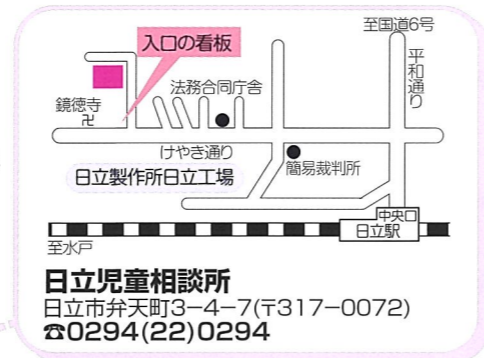 至国道6号
入口の看板
平和通り
法務合同庁舎
鏡徳寺
卍
けやき通り
簡易裁判所
日立製作所日立工場
中央口
日立駅
至水戸
日立児童相談所
日立市弁天町3−4−7(〒317−0072)
☎0294(22)0294